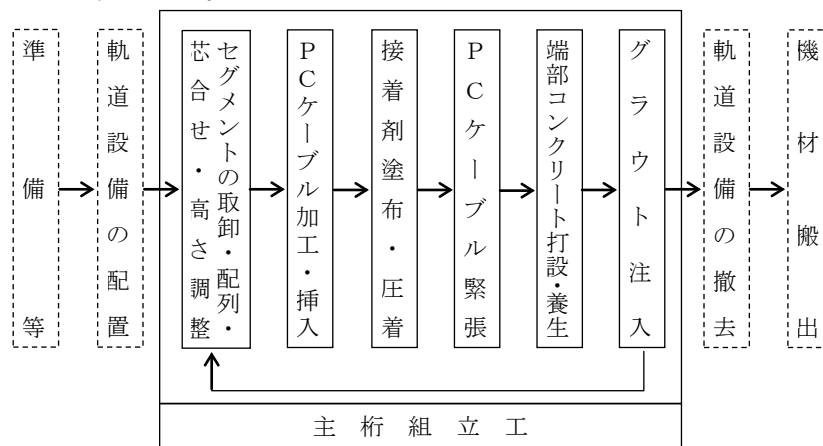 準備等
軌道設備の配置
セグメントの取卸・配列・
芯合せ・高さ調整
PCケーブル加工・挿入
接着剤塗布・圧着
PCケーブル緊張
端部コンクリート打設・養生
グラウト注入
軌道設備の撤去
機材搬出
主桁組立工